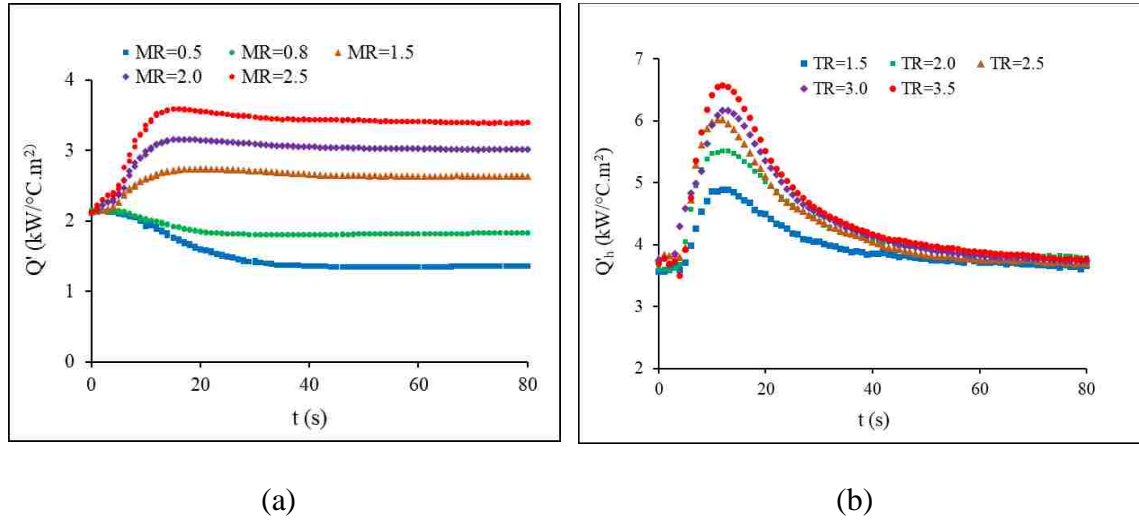 MR=0.5 MR=0.8 MR=1.5
MR=2.0 MR=2.5
4
3
2
1
0
Q' (kW/°C.m²)
0 20 40 60 80
t (s)
(a)
TR=1.5 TR=2.0 TR=2.5
TR=3.0 TR=3.5
7
6
5
4
3
2
Q'ₕ (kW/°C.m²)
0 20 40 60 80
t (s)
(b)